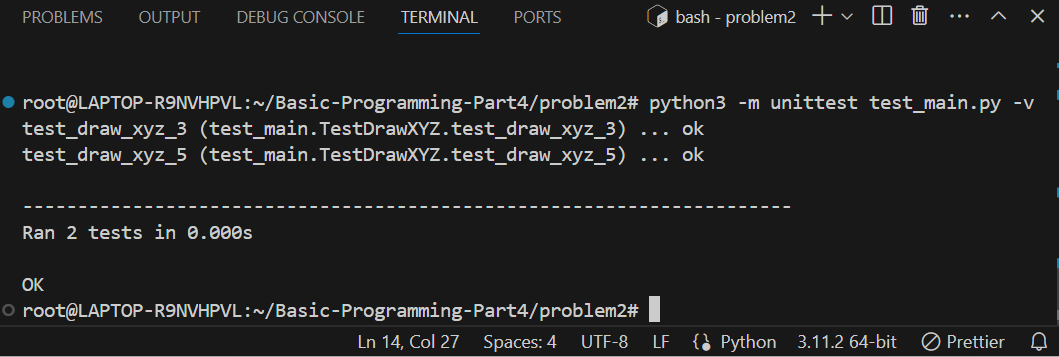 PROBLEMS OUTPUT DEBUG CONSOLE TERMINAL PORTS bash - problem2
root@LAPTOP-R9NVHPVL:~/Basic-Programming-Part4/problem2# python3 -m unittest test_main.py -v
test_draw_xyz_3 (test_main.TestDrawXYZ.test_draw_xyz_3) ... ok
test_draw_xyz_5 (test_main.TestDrawXYZ.test_draw_xyz_5) ... ok
----------------------------------------------------------------------
Ran 2 tests in 0.000s
OK
root@LAPTOP-R9NVHPVL:~/Basic-Programming-Part4/problem2#
Ln 14, Col 27 Spaces: 4 UTF-8 LF Python 3.11.2 64-bit Prettier